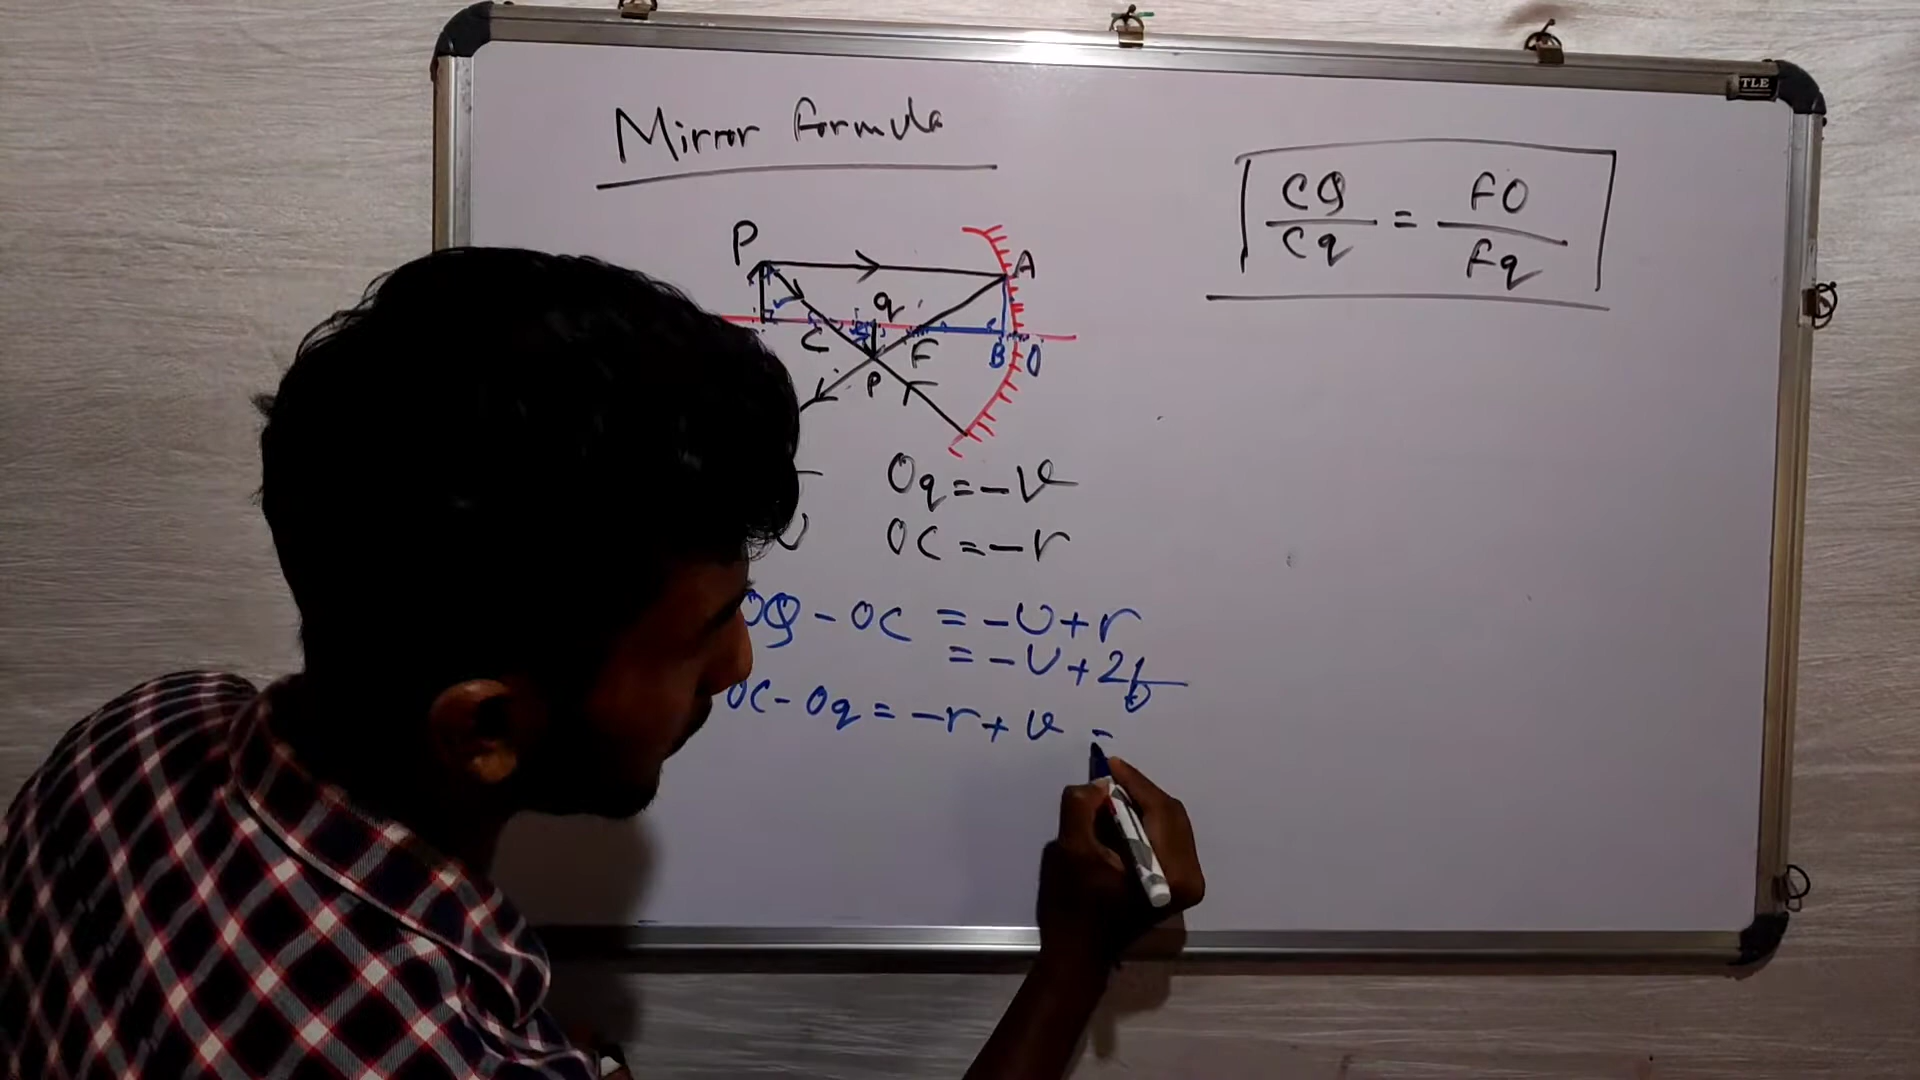 Mirror formula
TLE
CQ/Cq = FO/Fq
P
A
q
C
F
B O
P
Oq = -v
U OC = -r
OQ - OC = -U + r
= -U + 2f
OC - Oq = -r + v =